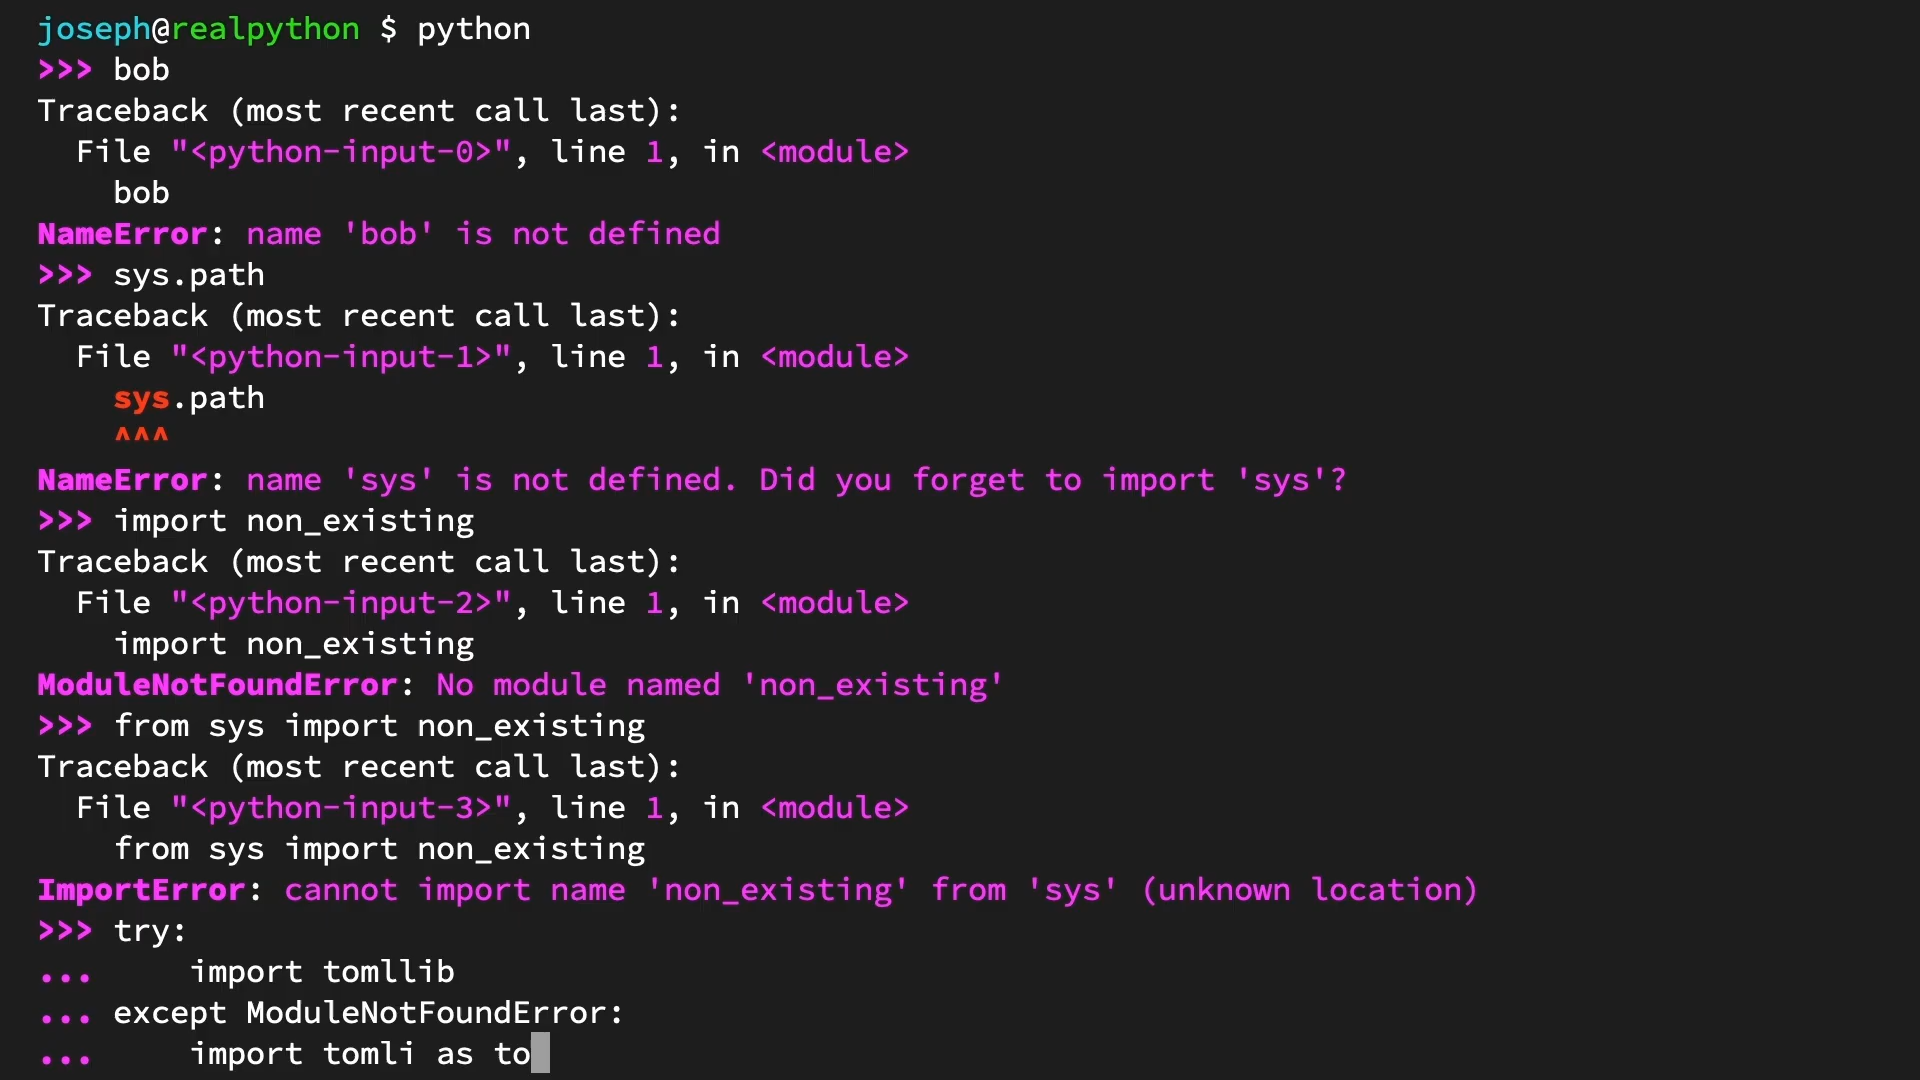 joseph@realpython $ python
>>> bob
Traceback (most recent call last):
  File "<python-input-0>", line 1, in <module>
    bob
NameError: name 'bob' is not defined
>>> sys.path
Traceback (most recent call last):
  File "<python-input-1>", line 1, in <module>
    sys.path
    ^^^
NameError: name 'sys' is not defined. Did you forget to import 'sys'?
>>> import non_existing
Traceback (most recent call last):
  File "<python-input-2>", line 1, in <module>
    import non_existing
ModuleNotFoundError: No module named 'non_existing'
>>> from sys import non_existing
Traceback (most recent call last):
  File "<python-input-3>", line 1, in <module>
    from sys import non_existing
ImportError: cannot import name 'non_existing' from 'sys' (unknown location)
>>> try:
...     import tomllib
... except ModuleNotFoundError:
...     import tomli as to